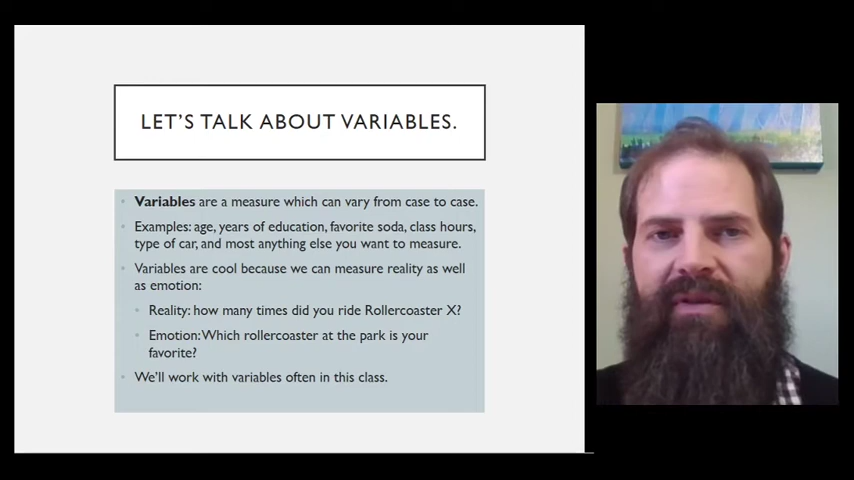 LET'S TALK ABOUT VARIABLES.
Variables are a measure which can vary from case to case.
Examples: age, years of education, favorite soda, class hours,
type of car, and most anything else you want to measure.
Variables are cool because we can measure reality as well
as emotion:
Reality: how many times did you ride Rollercoaster X?
Emotion: Which rollercoaster at the park is your
favorite?
We'll work with variables often in this class.